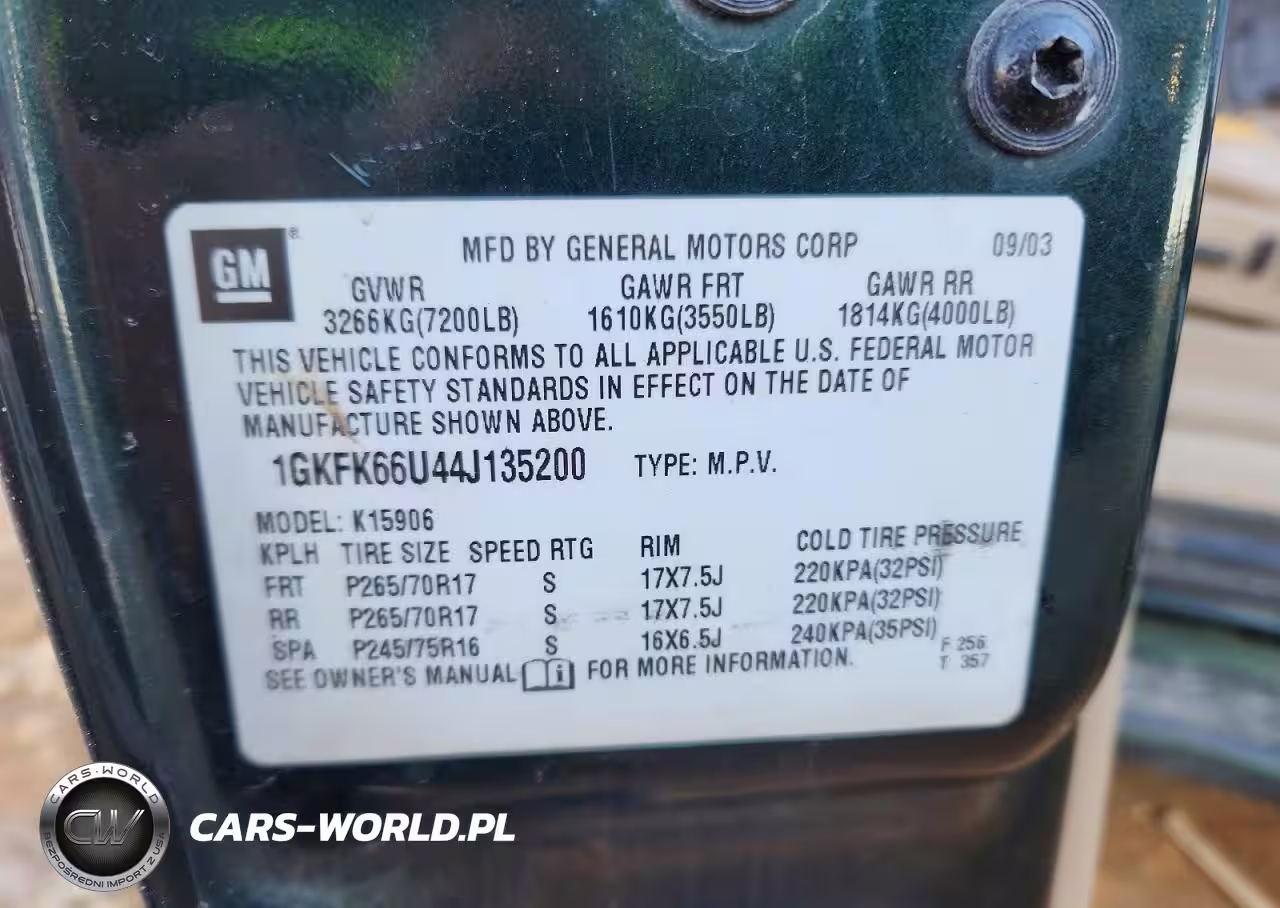 GM ®
MFD BY GENERAL MOTORS CORP 09/03
GVWR GAWR FRT GAWR RR
3266KG(7200LB) 1610KG(3550LB) 1814KG(4000LB)
THIS VEHICLE CONFORMS TO ALL APPLICABLE U.S. FEDERAL MOTOR
VEHICLE SAFETY STANDARDS IN EFFECT ON THE DATE OF
MANUFACTURE SHOWN ABOVE.
1GKFK66U44J135200 TYPE: M.P.V.
MODEL: K15906
KPLH TIRE SIZE SPEED RTG RIM COLD TIRE PRESSURE
FRT P265/70R17 S 17X7.5J 220KPA(32PSI)
RR P265/70R17 S 17X7.5J 220KPA(32PSI)
SPA P245/75R16 S 16X6.5J 240KPA(35PSI) F 256
T 357
SEE OWNER'S MANUAL i FOR MORE INFORMATION.
CARS-WORLD
CW
BEZPOŚREDNI IMPORT Z USA
CARS-WORLD.PL